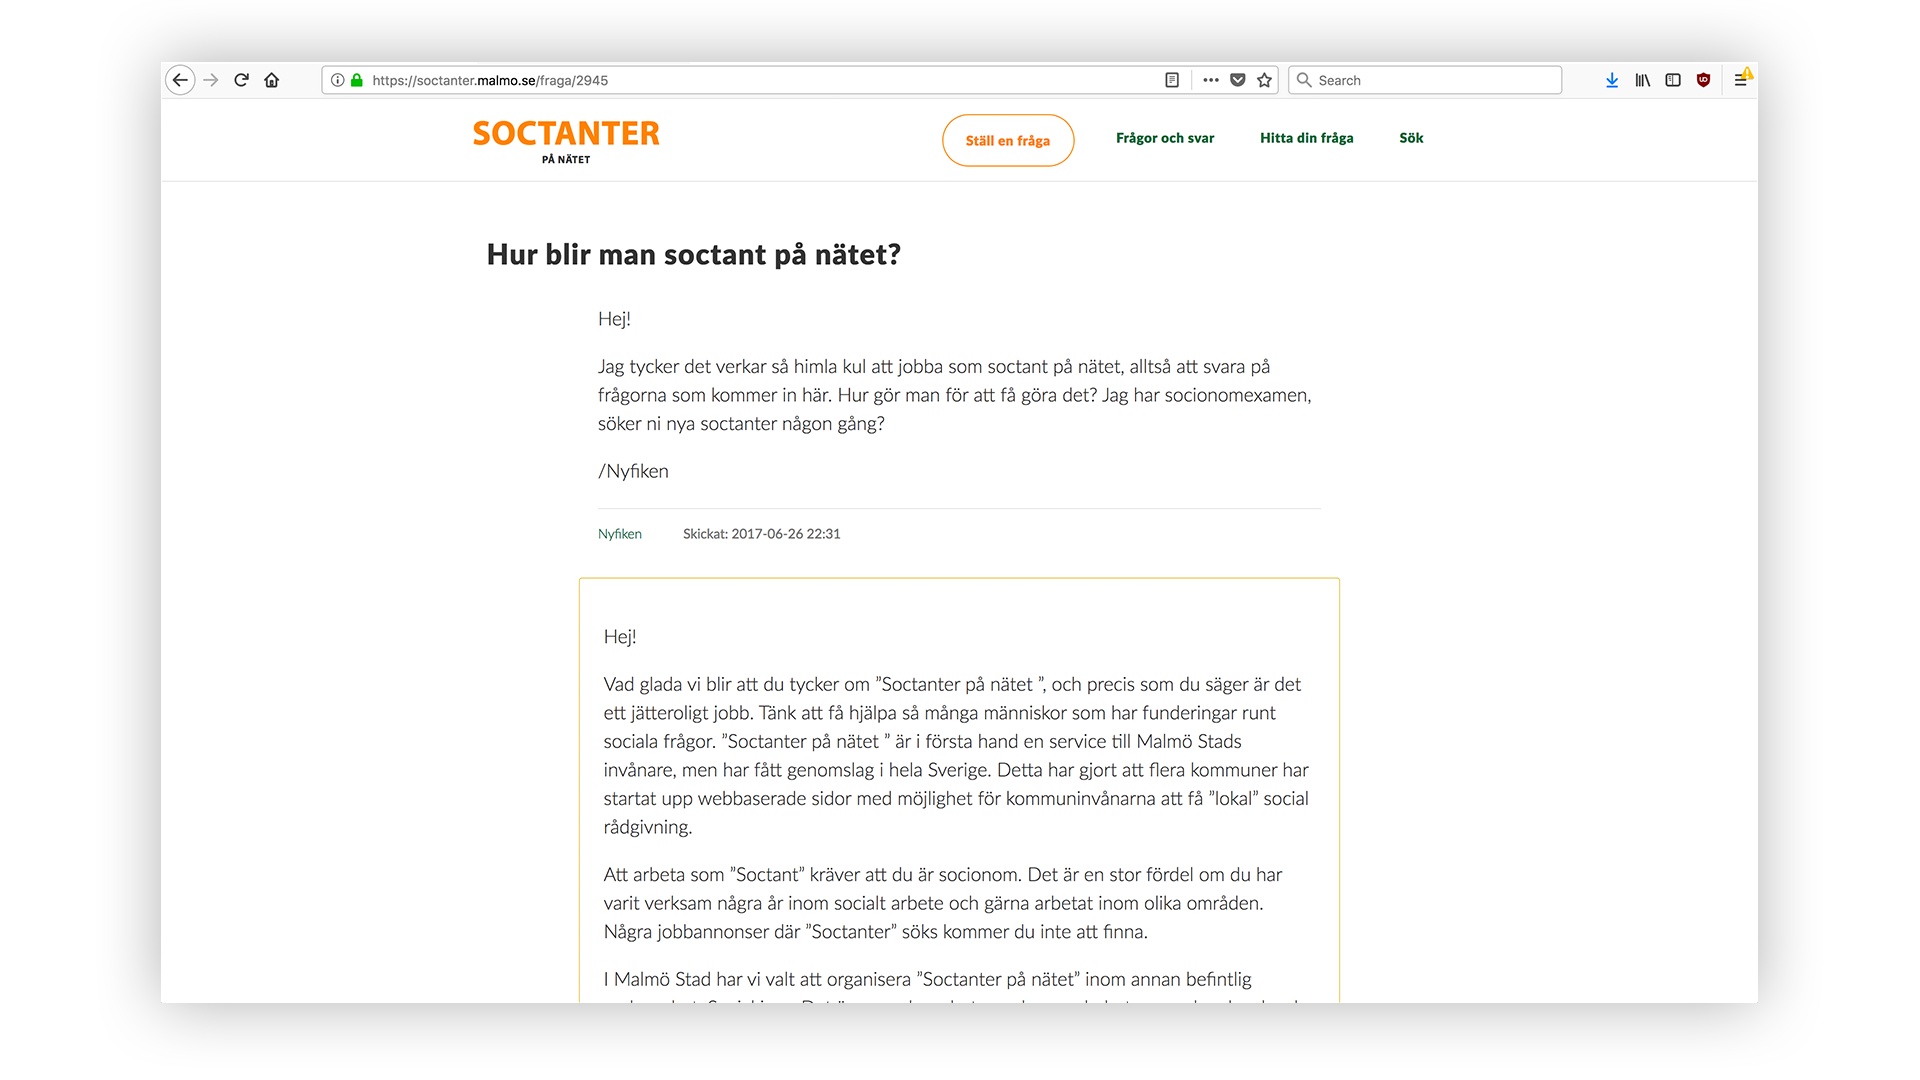 https://soctanter.malmo.se/fraga/2945
Search
SOCTANTER
PÅ NÄTET
Ställ en fråga
Frågor och svar
Hitta din fråga
Sök
Hur blir man soctant på nätet?
Hej!
Jag tycker det verkar så himla kul att jobba som soctant på nätet, alltså att svara på
frågorna som kommer in här. Hur gör man för att få göra det? Jag har socionomexamen,
söker ni nya soctanter någon gång?
/Nyfiken
Nyfiken
Skickat: 2017-06-26 22:31
Hej!
Vad glada vi blir att du tycker om ”Soctanter på nätet ”, och precis som du säger är det
ett jätteroligt jobb. Tänk att få hjälpa så många människor som har funderingar runt
sociala frågor. ”Soctanter på nätet ” är i första hand en service till Malmö Stads
invånare, men har fått genomslag i hela Sverige. Detta har gjort att flera kommuner har
startat upp webbaserade sidor med möjlighet för kommuninvånarna att få ”lokal” social
rådgivning.
Att arbeta som ”Soctant” kräver att du är socionom. Det är en stor fördel om du har
varit verksam några år inom socialt arbete och gärna arbetat inom olika områden.
Några jobbannonser där ”Soctanter” söks kommer du inte att finna.
I Malmö Stad har vi valt att organisera ”Soctanter på nätet” inom annan befintlig